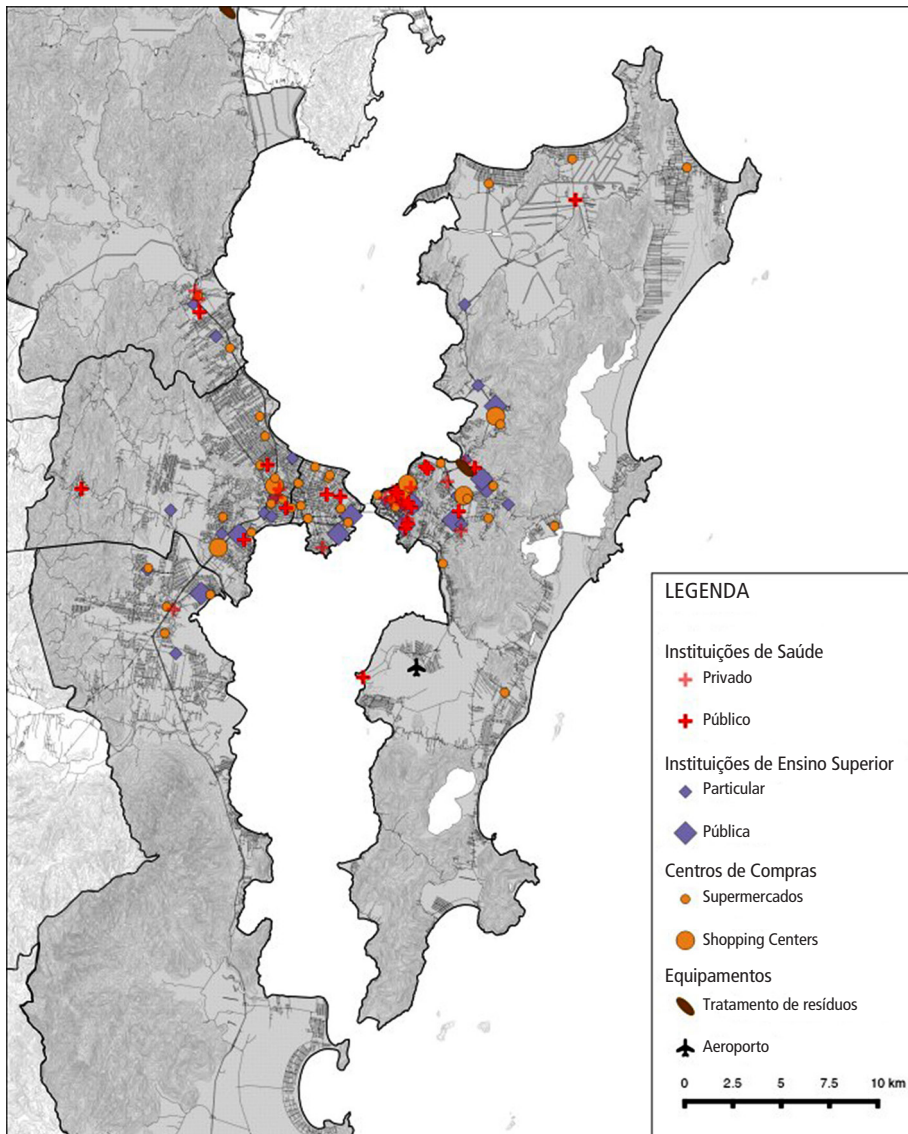 LEGENDA
Instituições de Saúde
Privado
Público
Instituições de Ensino Superior
Particular
Pública
Centros de Compras
Supermercados
Shopping Centers
Equipamentos
Tratamento de resíduos
Aeroporto
0 2.5 5 7.5 10 km